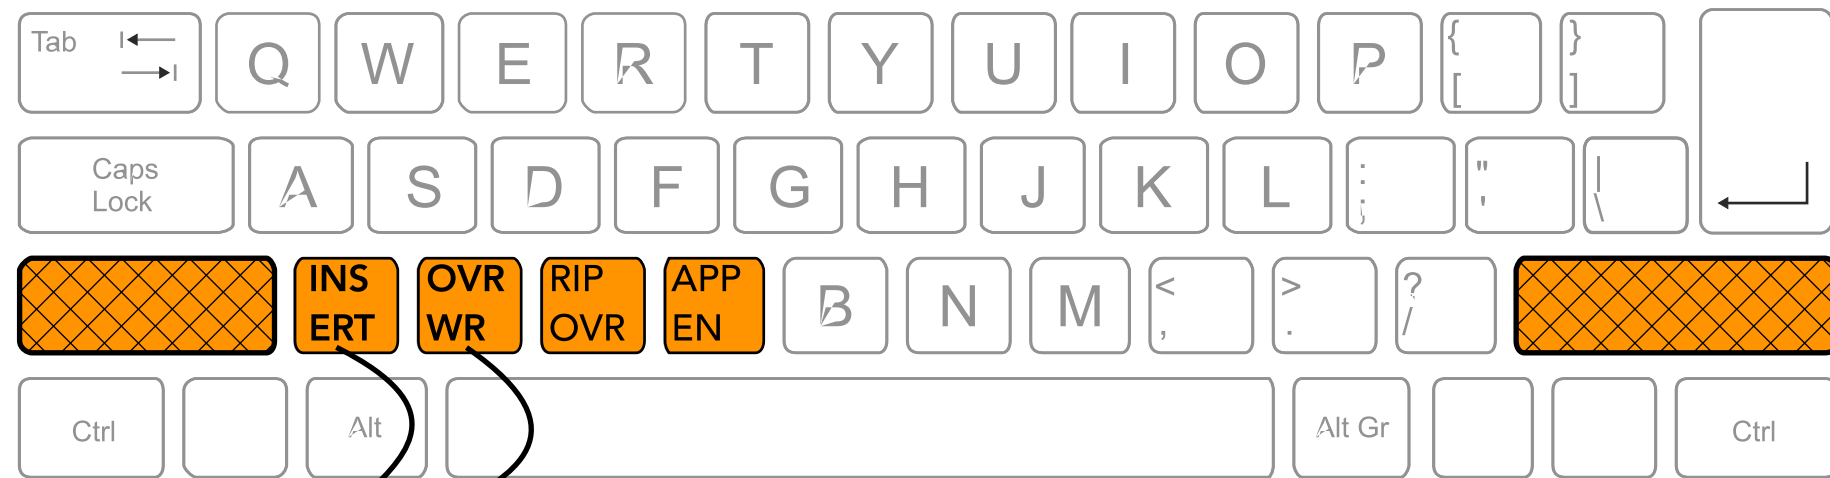 Tab
Q W E R T Y U I O P { }
[ ]
Caps
Lock
A S D F G H J K L : " |
; ' \
INS OVR RIP APP
ERT WR OVR EN
B N M < > ?
, . /
Ctrl Alt Alt Gr Ctrl